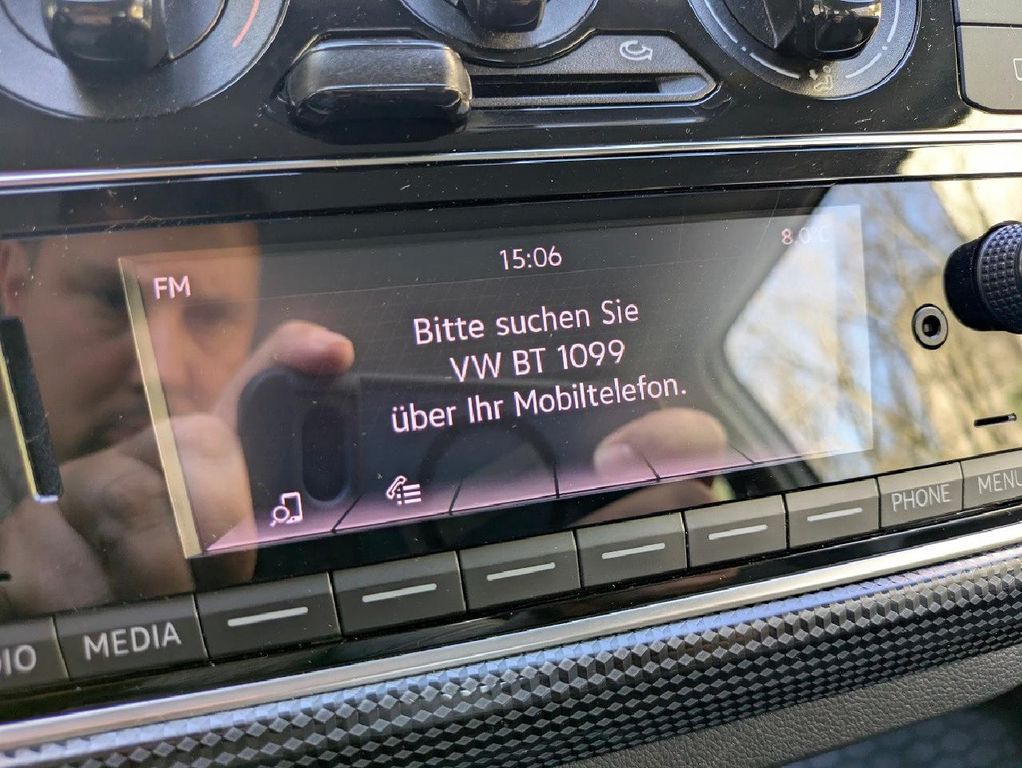 15:06
8.0°C
FM
Bitte suchen Sie
VW BT 1099
über Ihr Mobiltelefon.
PHONE
MENU
MEDIA